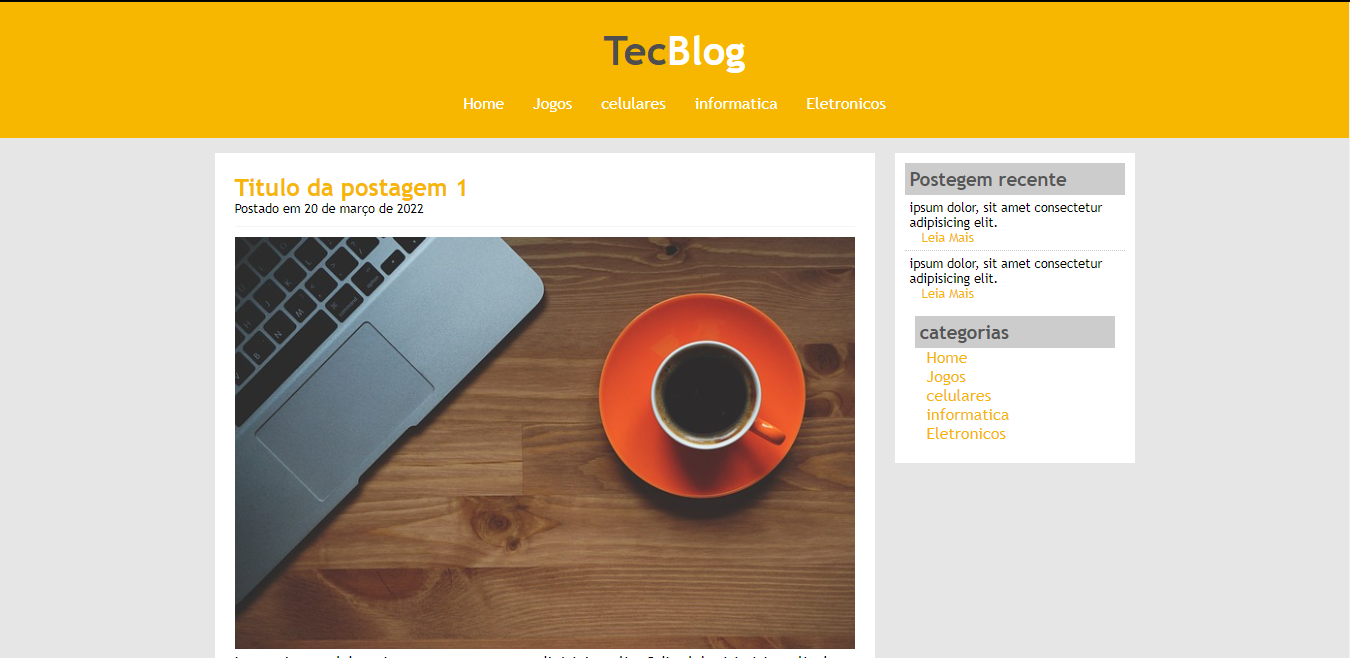 TecBlog
Home Jogos celulares informatica Eletronicos
Titulo da postagem 1
Postado em 20 de março de 2022
Postegem recente
ipsum dolor, sit amet consectetur
adipisicing elit.
Leia Mais
ipsum dolor, sit amet consectetur
adipisicing elit.
Leia Mais
categorias
Home
Jogos
celulares
informatica
Eletronicos